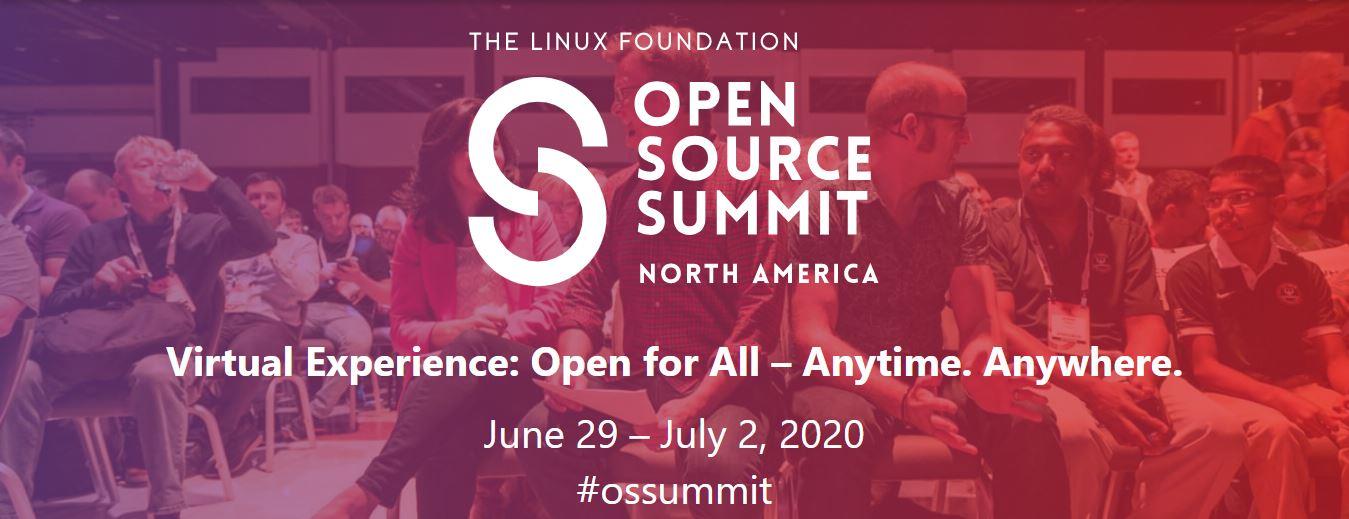 THE LINUX FOUNDATION
OPEN
SOURCE
SUMMIT
NORTH AMERICA
Virtual Experience: Open for All – Anytime. Anywhere.
June 29 – July 2, 2020
#ossummit